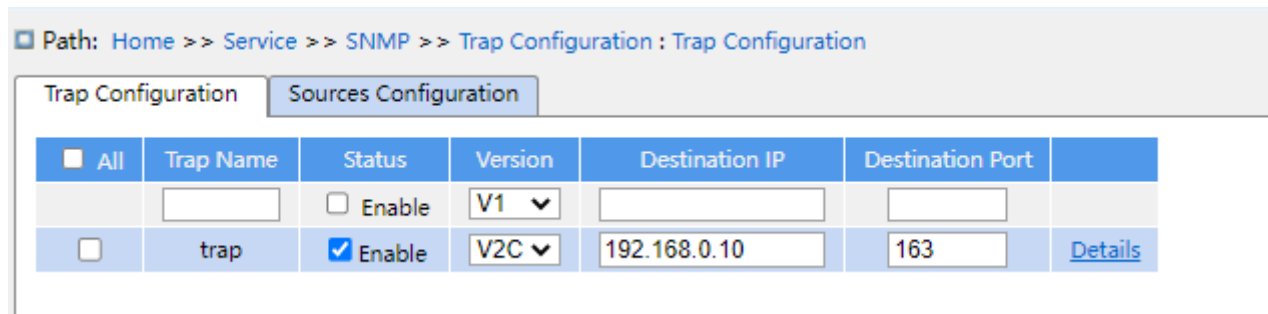 Path: Home >> Service >> SNMP >> Trap Configuration : Trap Configuration
Trap Configuration Sources Configuration
All Trap Name Status Version Destination IP Destination Port
Enable V1
trap Enable V2C 192.168.0.10 163 Details